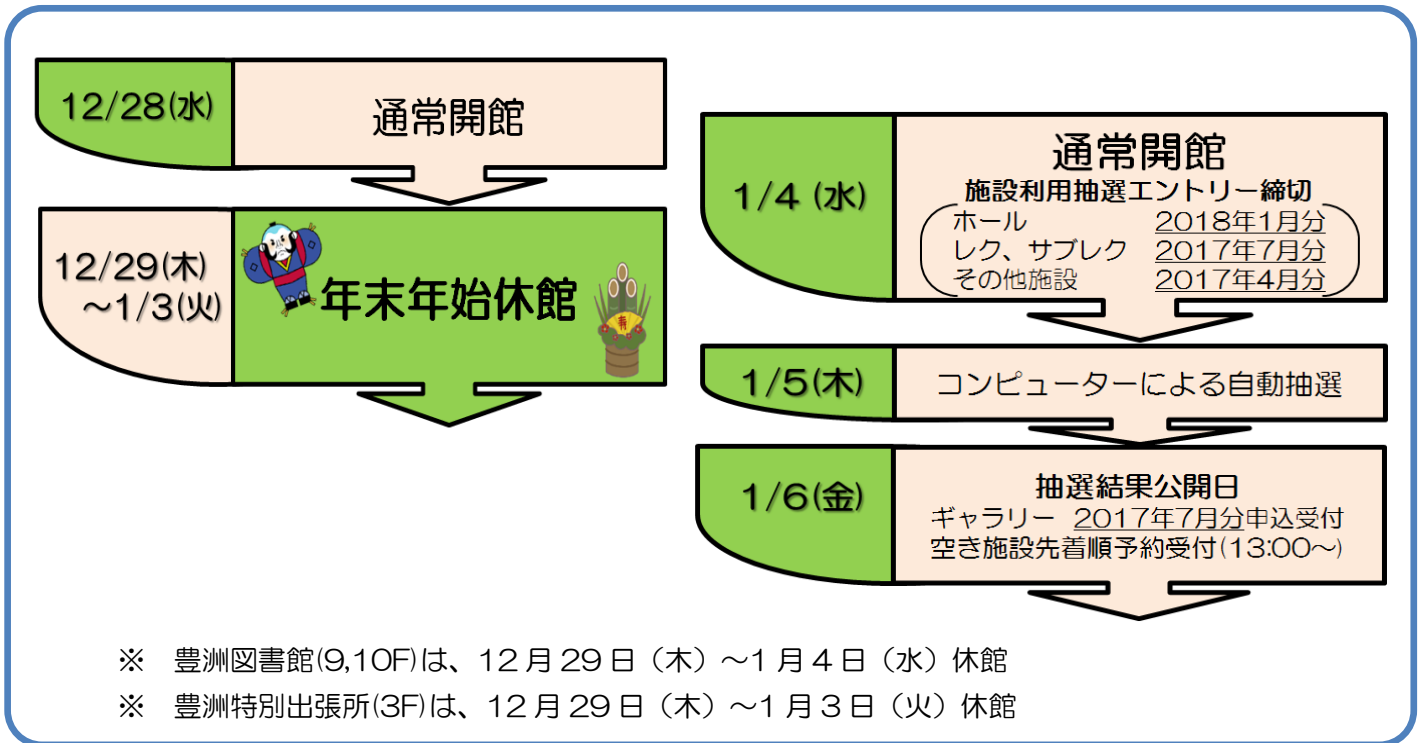 12/28(水)
通常開館
12/29(木)
～1/3(火)
年末年始休館
春
1/4 (水)
通常開館
施設利用抽選エントリー締切
ホール 2018年1月分
レク、サブレク 2017年7月分
その他施設 2017年4月分
1/5(木)
コンピューターによる自動抽選
1/6(金)
抽選結果公開日
ギャラリー 2017年7月分申込受付
空き施設先着順予約受付(13:00～)
※ 豊洲図書館(9,10F)は、12月29日（木）～1月4日（水）休館
※ 豊洲特別出張所(3F)は、12月29日（木）～1月3日（火）休館